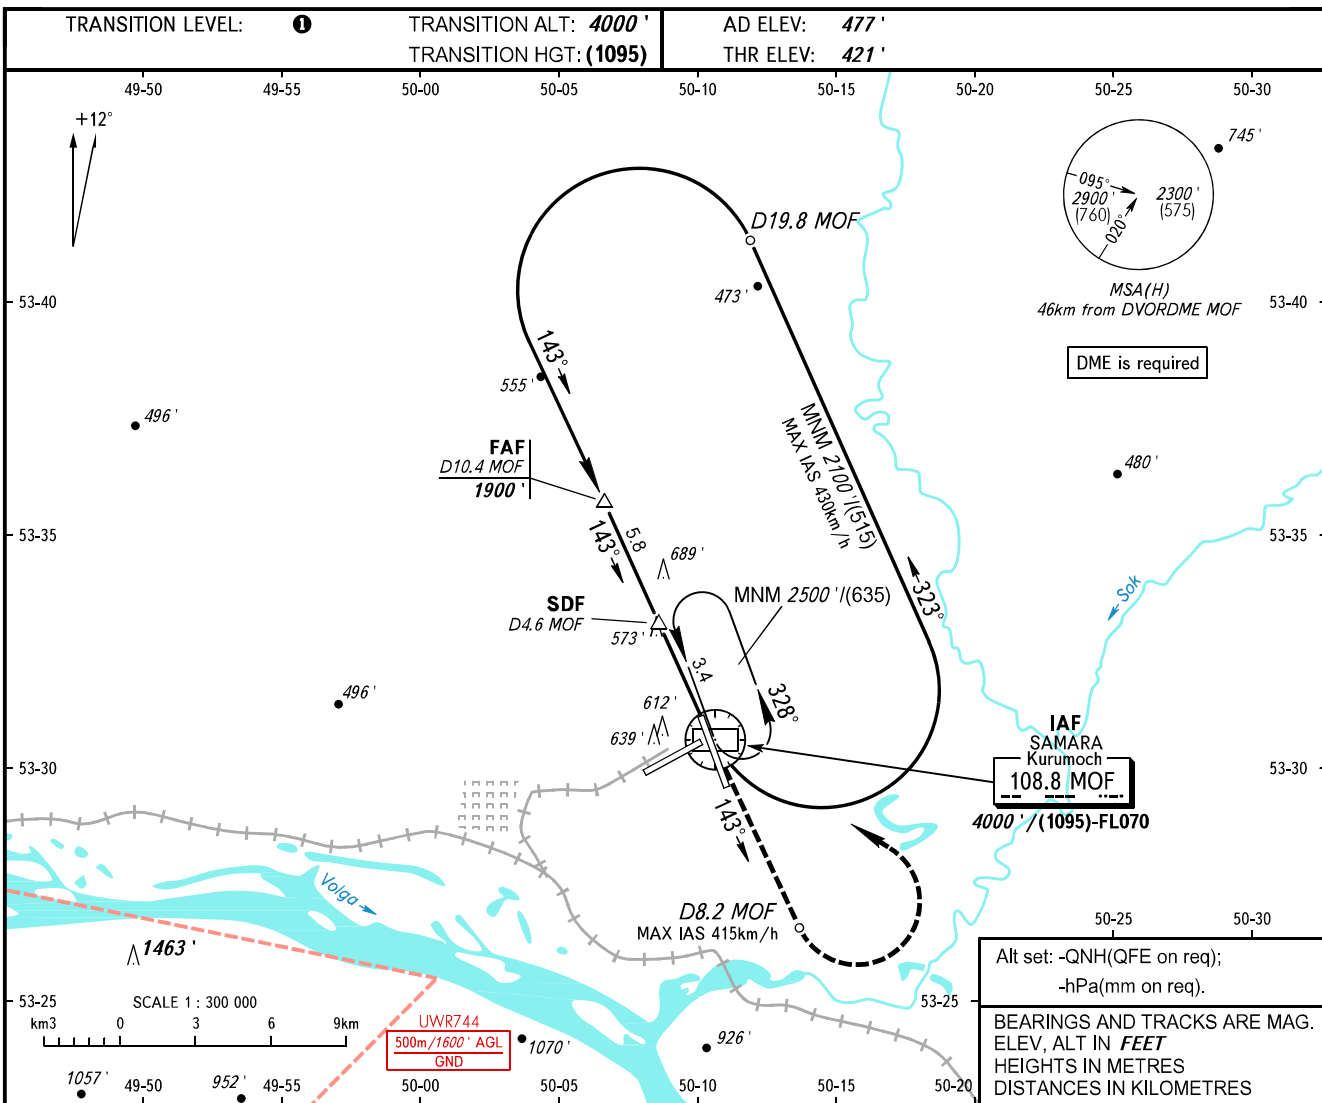 TRANSITION LEVEL: 1 TRANSITION ALT: 4000 '
TRANSITION HGT: (1095)
AD ELEV: 477 '
THR ELEV: 421 '
49-50 49-55 50-00 50-05 50-10 50-15 50-20 50-25 50-30
+12°
745 '
095°
2900 '
(760)
2300 '
(575)
020°
MSA(H)
46km from DVORDME MOF
D19.8 MOF
473 '
53-40
53-40
DME is required
143°
555 '
496 '
MNM 2100 '/(515)
MAX IAS 430km/h
FAF
D10.4 MOF
1900 '
480 '
53-35
53-35
5.8
143°
689 '
MNM 2500 '/(635)
323°
Sok
SDF
D4.6 MOF
573 '
3.4
328°
496 '
612 '
639 '
IAF
SAMARA
Kurumoch
108.8 MOF
4000 ' /(1095)-FL070
53-30
53-30
143°
Volga
D8.2 MOF
MAX IAS 415km/h
1463 '
50-25 50-30
53-25
53-25
SCALE 1 : 300 000
km3 0 3 6 9km
UWR744
500m/1600 ' AGL
GND
1070 '
926 '
1057 '
952 '
49-50 49-55 50-00 50-05 50-10 50-15 50-20
Alt set: -QNH(QFE on req);
-hPa(mm on req).
BEARINGS AND TRACKS ARE MAG.
ELEV, ALT IN FEET
HEIGHTS IN METRES
DISTANCES IN KILOMETRES